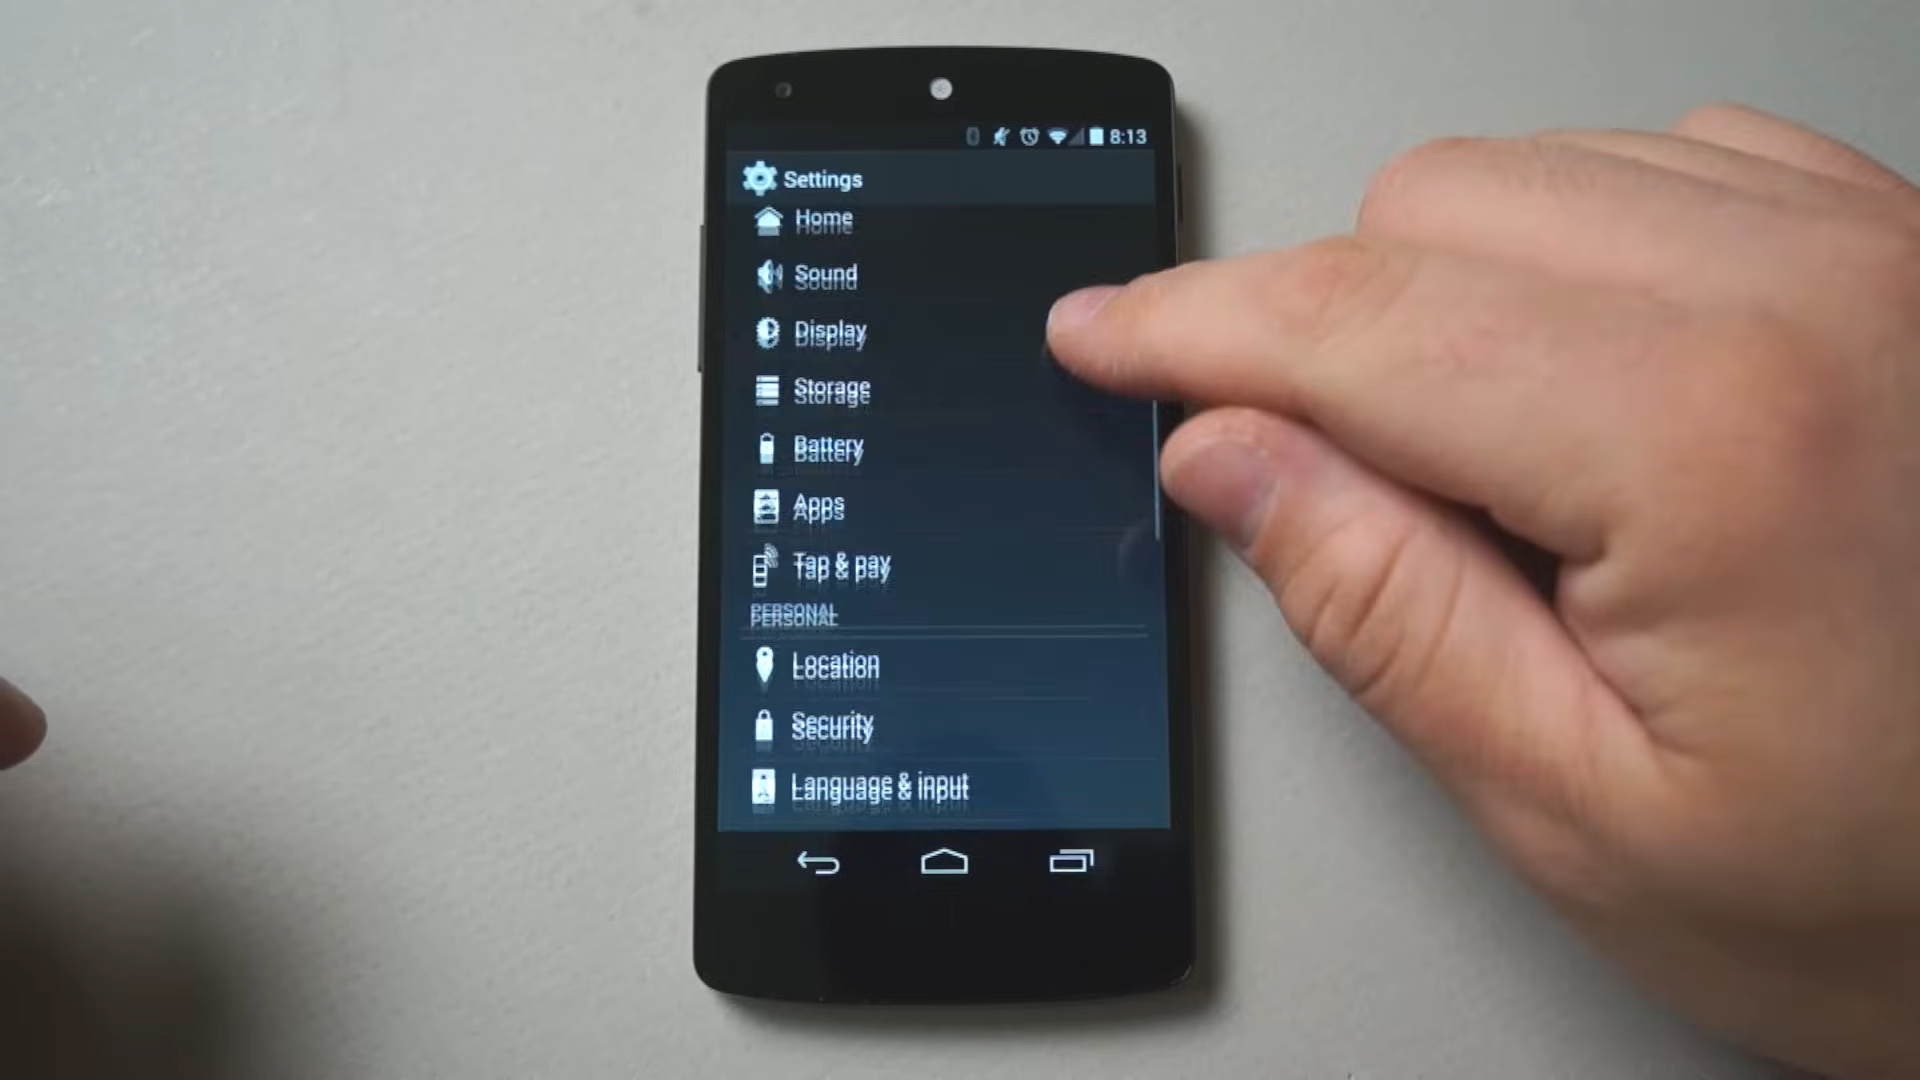 8:13
Settings
Home
Sound
Display
Storage
Battery
Apps
Tap & pay
PERSONAL
Location
Security
Language & input